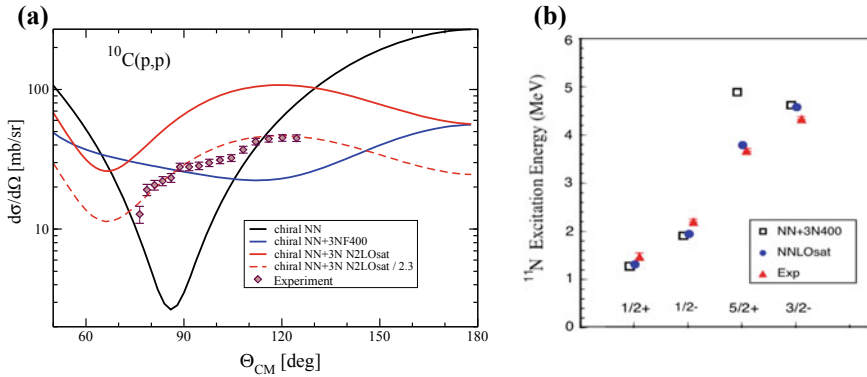 (a)
¹⁰C(p,p)
dσ/dΩ [mb/sr]
100
10
60
90
120
150
180
Θ_CM [deg]
chiral NN
chiral NN+3NF400
chiral NN+3N N2LOsat
chiral NN+3N N2LOsat / 2.3
Experiment
(b)
¹¹N Excitation Energy (MeV)
6
5
4
3
2
1
0
NN+3N400
NNLOsat
Exp
1/2+
1/2-
5/2+
3/2-